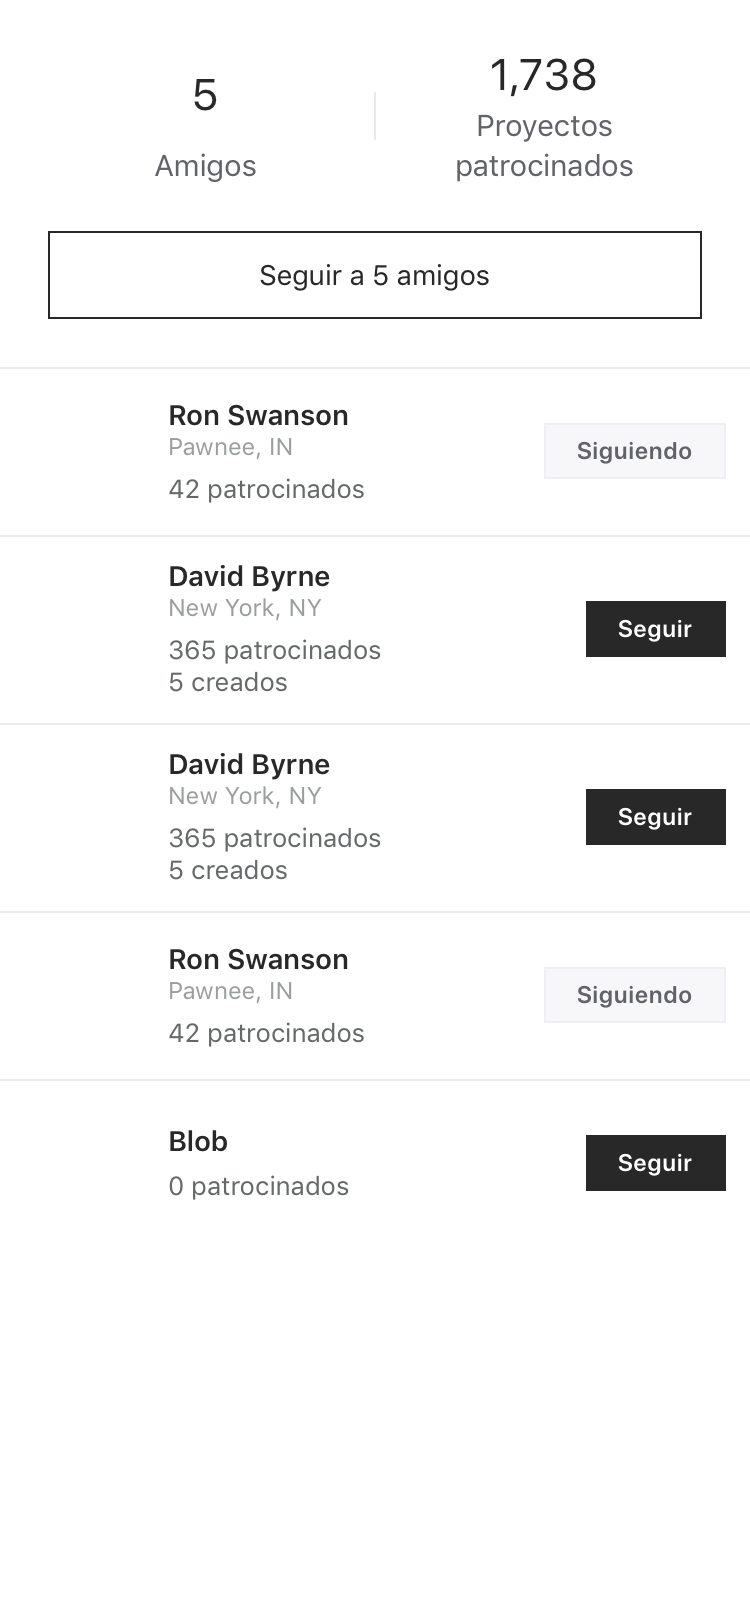 5
Amigos
1,738
Proyectos
patrocinados
Seguir a 5 amigos
Ron Swanson
Pawnee, IN
42 patrocinados
Siguiendo
David Byrne
New York, NY
365 patrocinados
5 creados
Seguir
David Byrne
New York, NY
365 patrocinados
5 creados
Seguir
Ron Swanson
Pawnee, IN
42 patrocinados
Siguiendo
Blob
0 patrocinados
Seguir